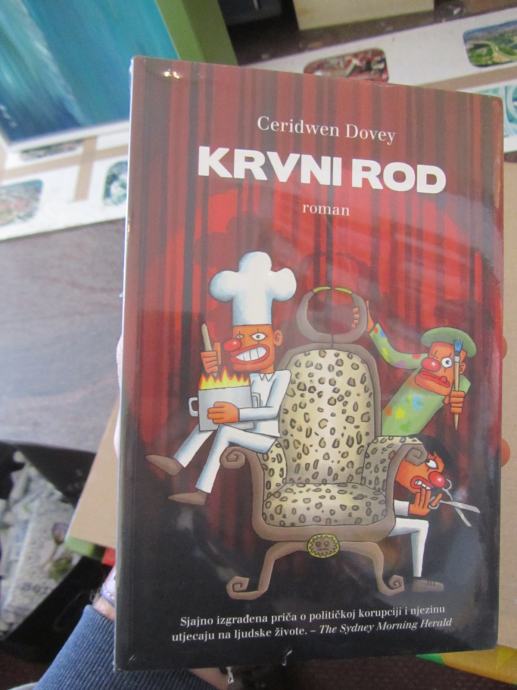 Ceridwen Dovey
KRVNI ROD
roman
Sjajno izgrađena priča o političkoj korupciji i njezinu
utjecaju na ljudske živote. – The Sydney Morning Herald